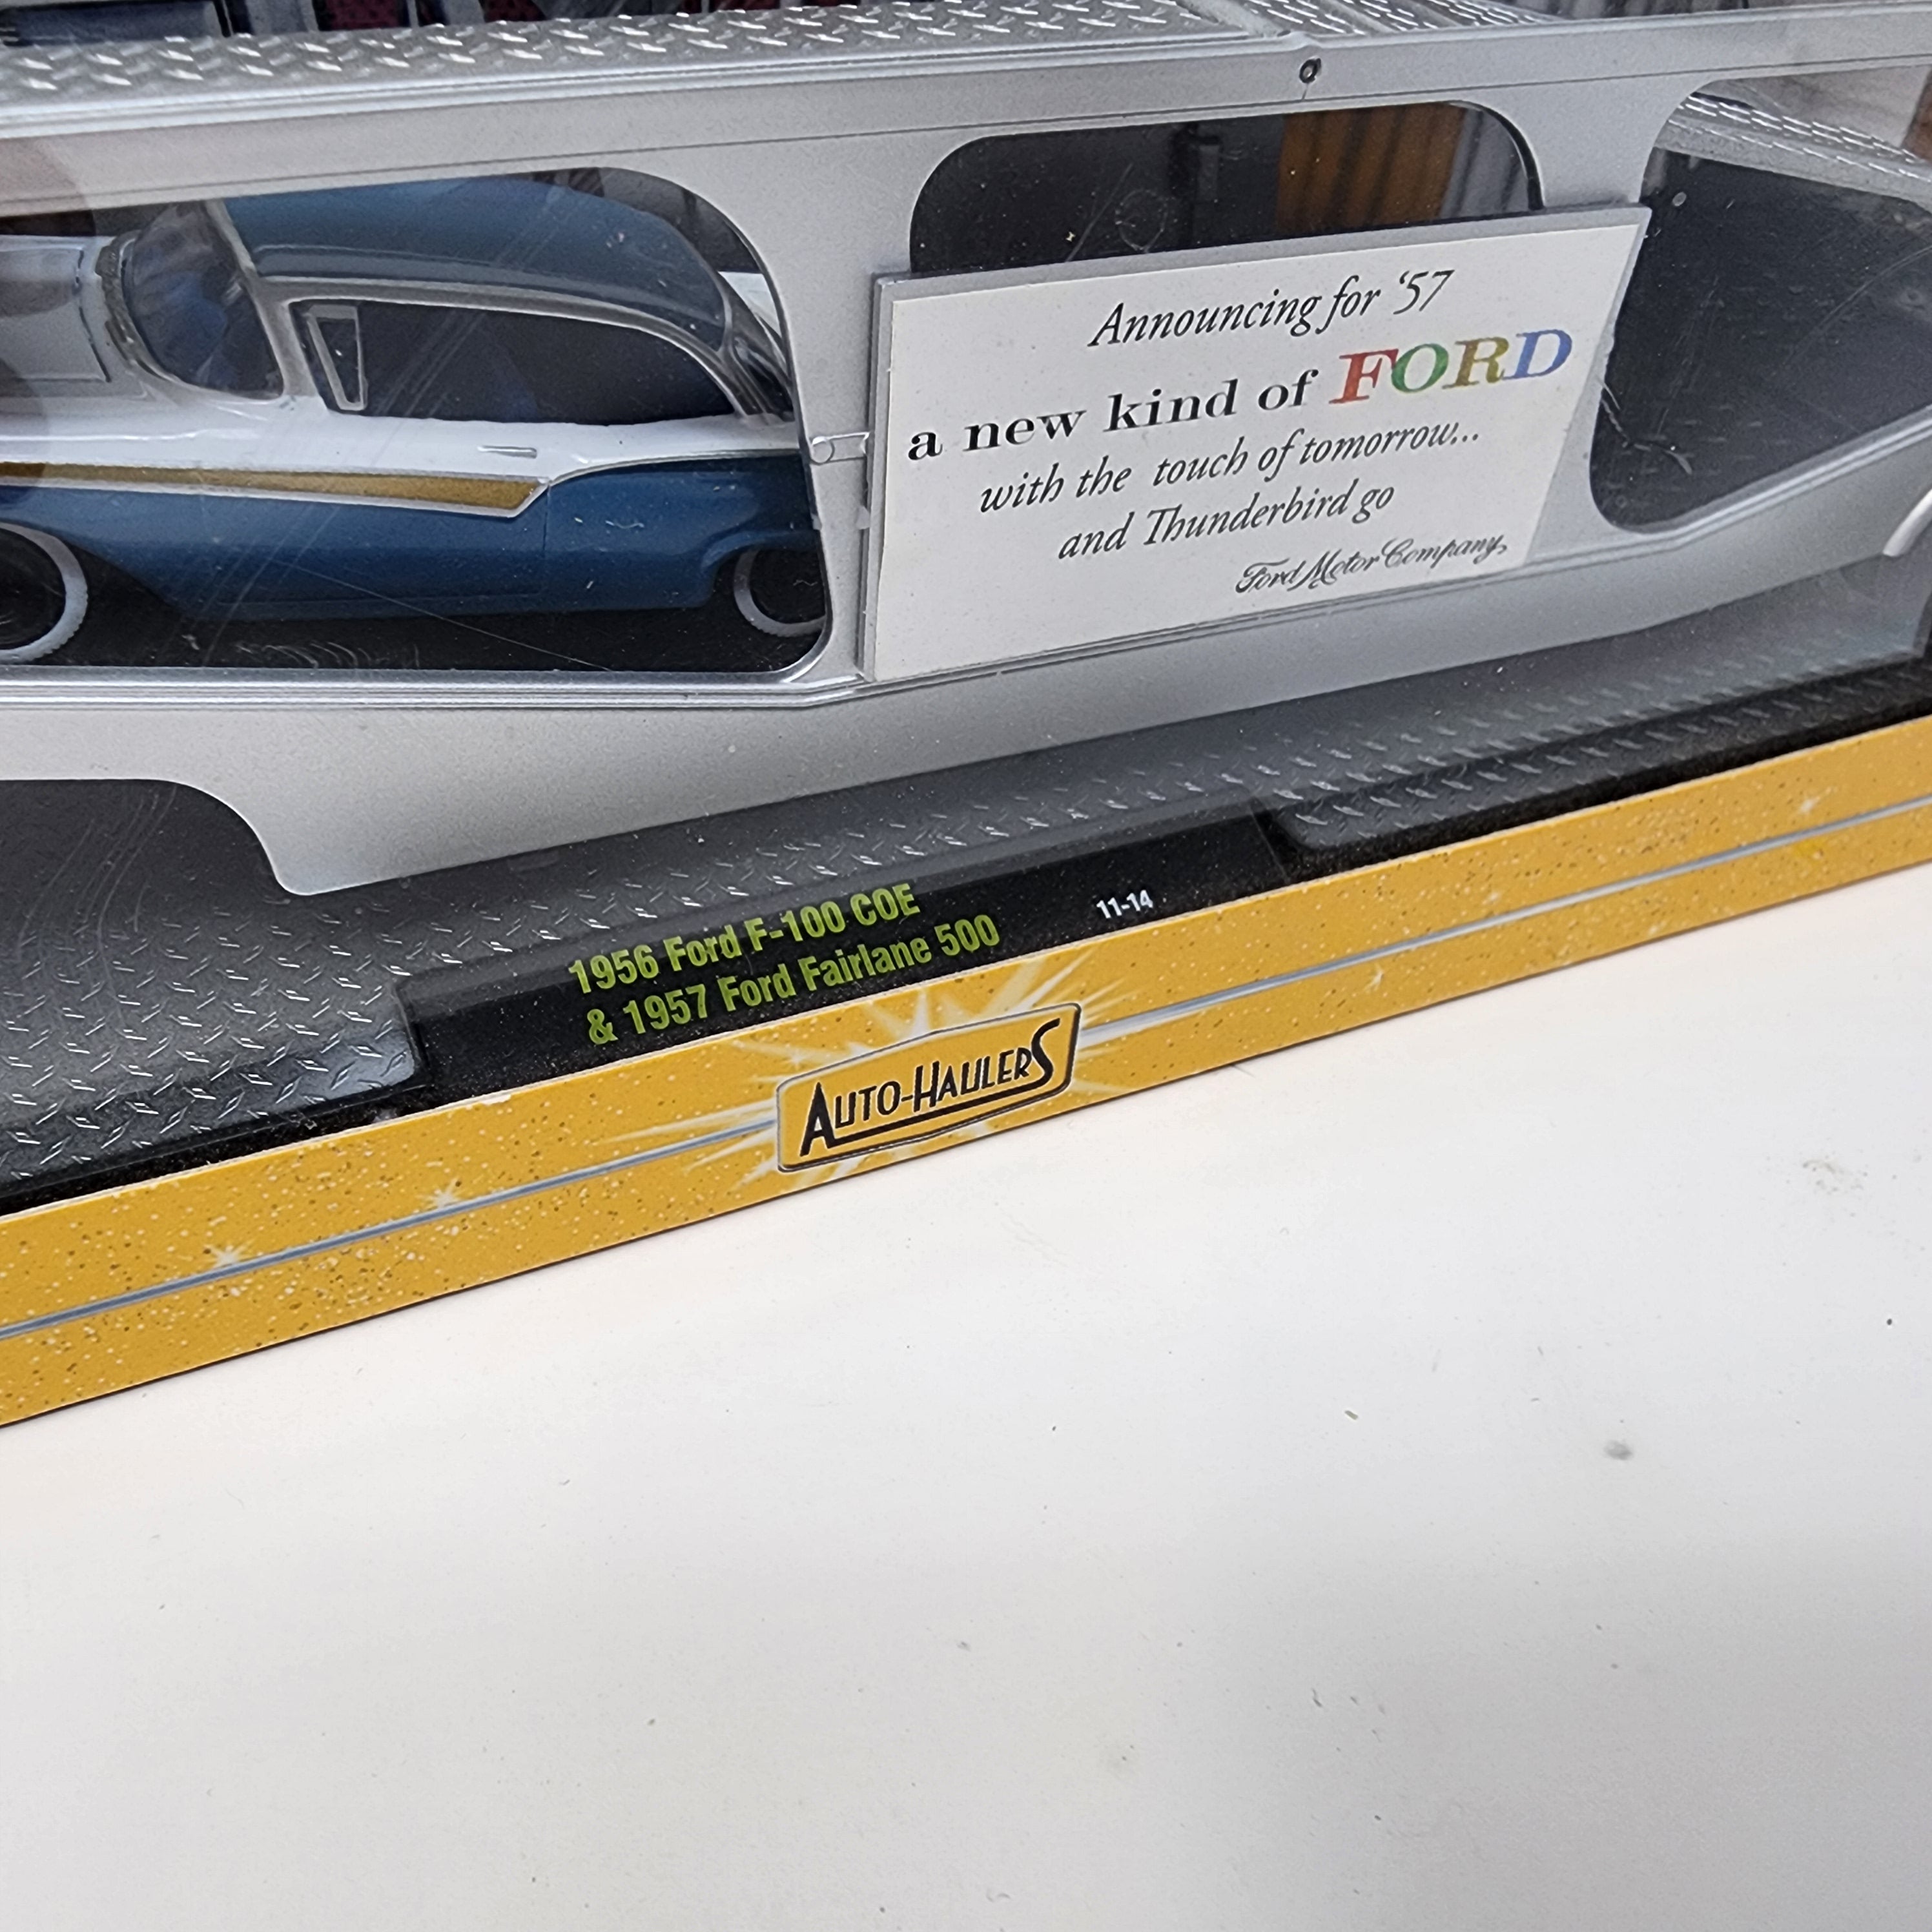 Announcing for '57
a new kind of FORD
with the touch of tomorrow...
and Thunderbird go
Ford Motor Company,
1956 Ford F-100 COE
& 1957 Ford Fairlane 500
11-14
AUTO-HAULERS